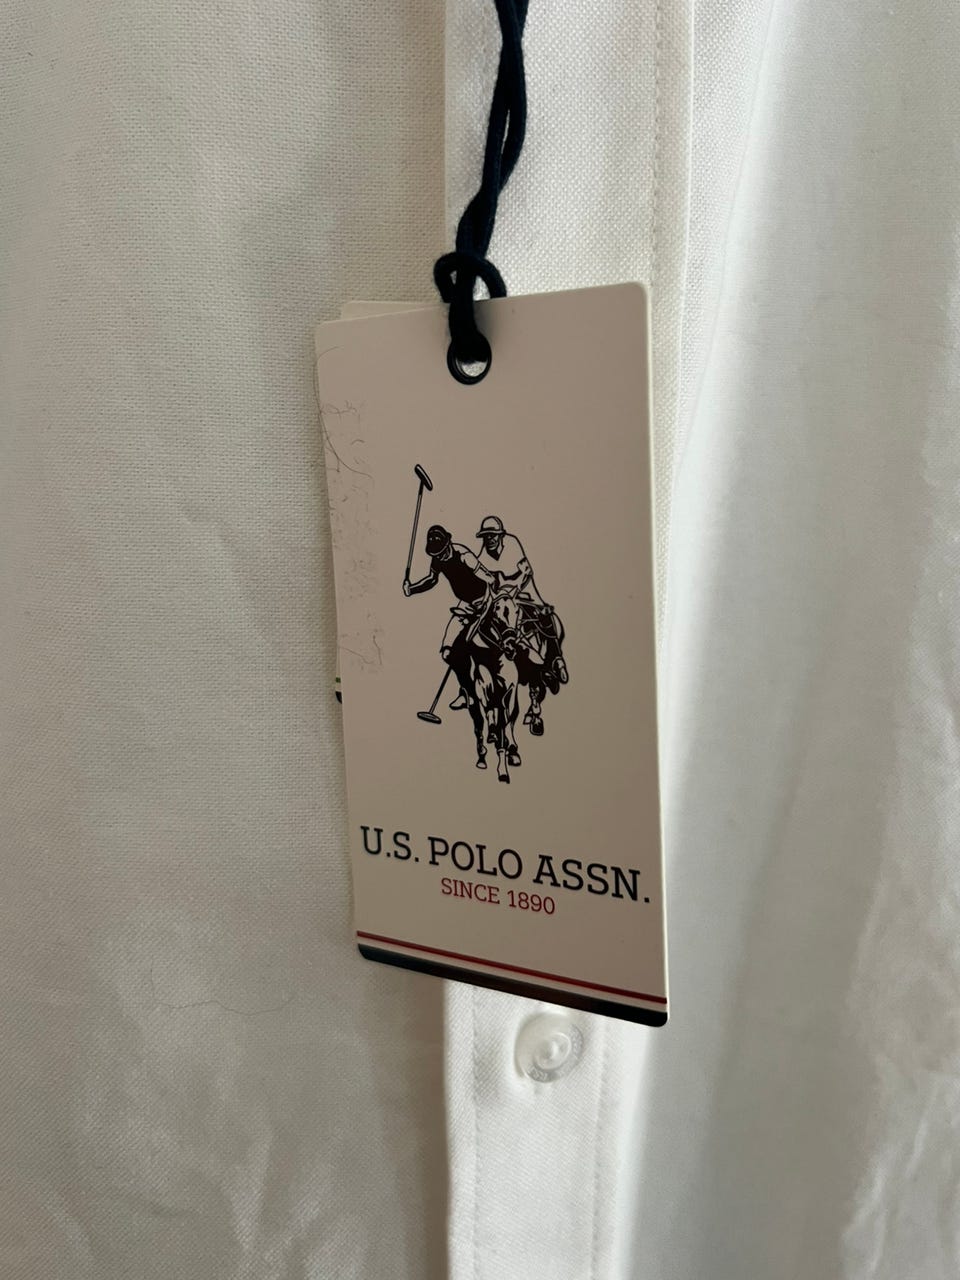 U.S. POLO ASSN.
SINCE 1890